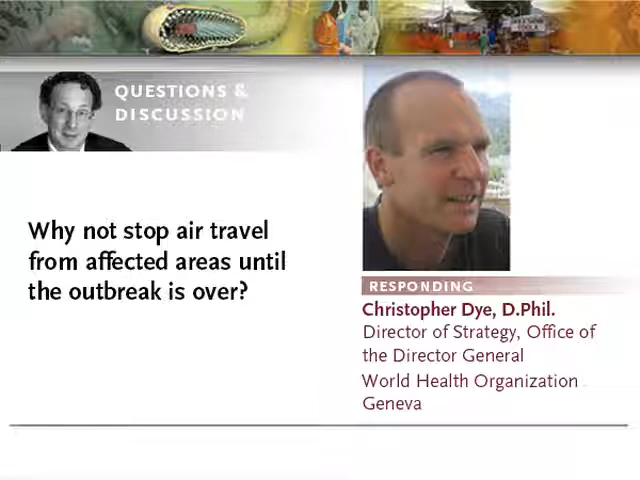 QUESTIONS &
DISCUSSION
Why not stop air travel
from affected areas until
the outbreak is over?
RESPONDING
Christopher Dye, D.Phil.
Director of Strategy, Office of
the Director General
World Health Organization
Geneva